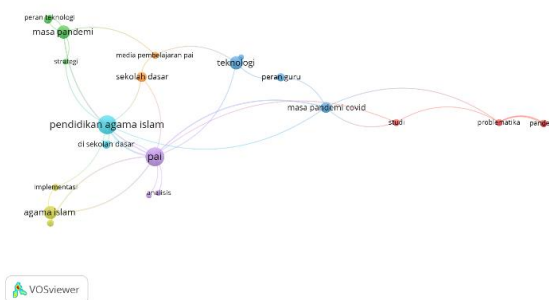 peran teknologi
masa pandemi
strategi
media pembelajaran pai
sekolah dasar
teknologi
peran guru
masa pandemi covid
studi
problematika
pande
pendidikan agama islam
di sekolah dasar
pai
implementasi
analisis
agama islam
VOSviewer